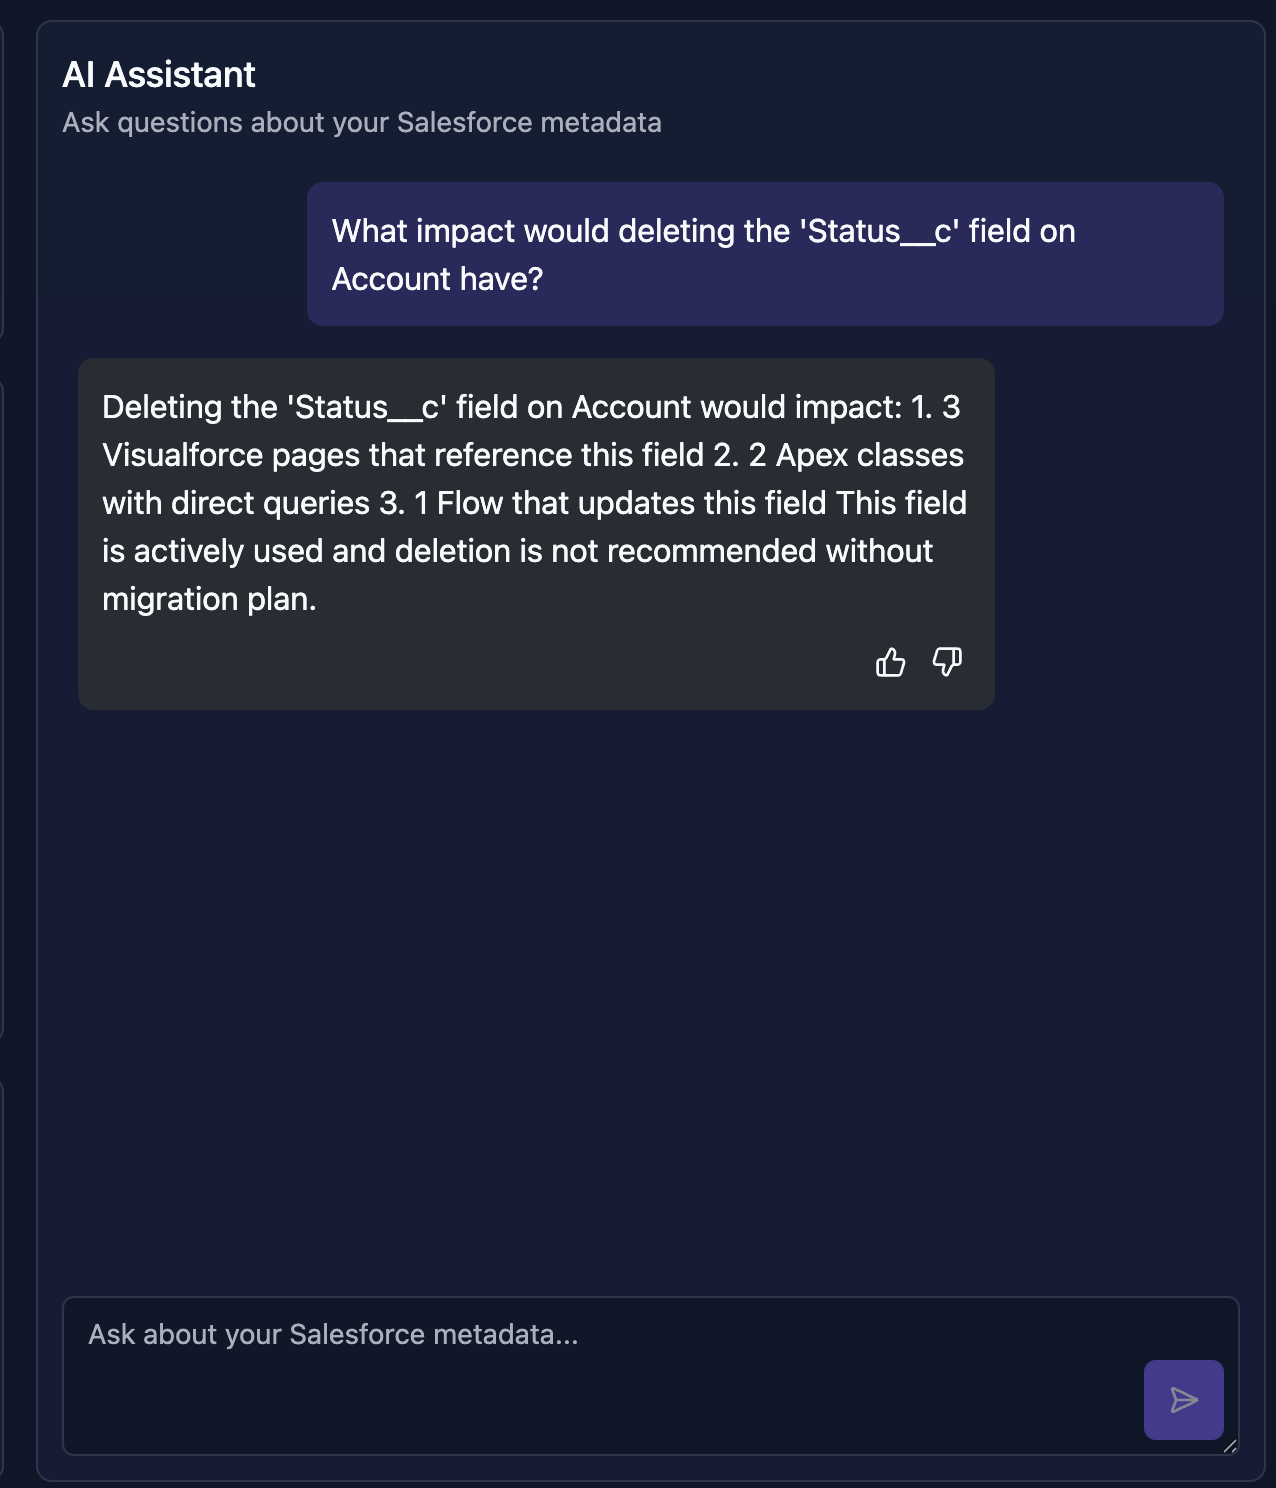 AI Assistant
Ask questions about your Salesforce metadata
What impact would deleting the 'Status__c' field on
Account have?
Deleting the 'Status__c' field on Account would impact: 1. 3
Visualforce pages that reference this field 2. 2 Apex classes
with direct queries 3. 1 Flow that updates this field This field
is actively used and deletion is not recommended without
migration plan.
Ask about your Salesforce metadata...